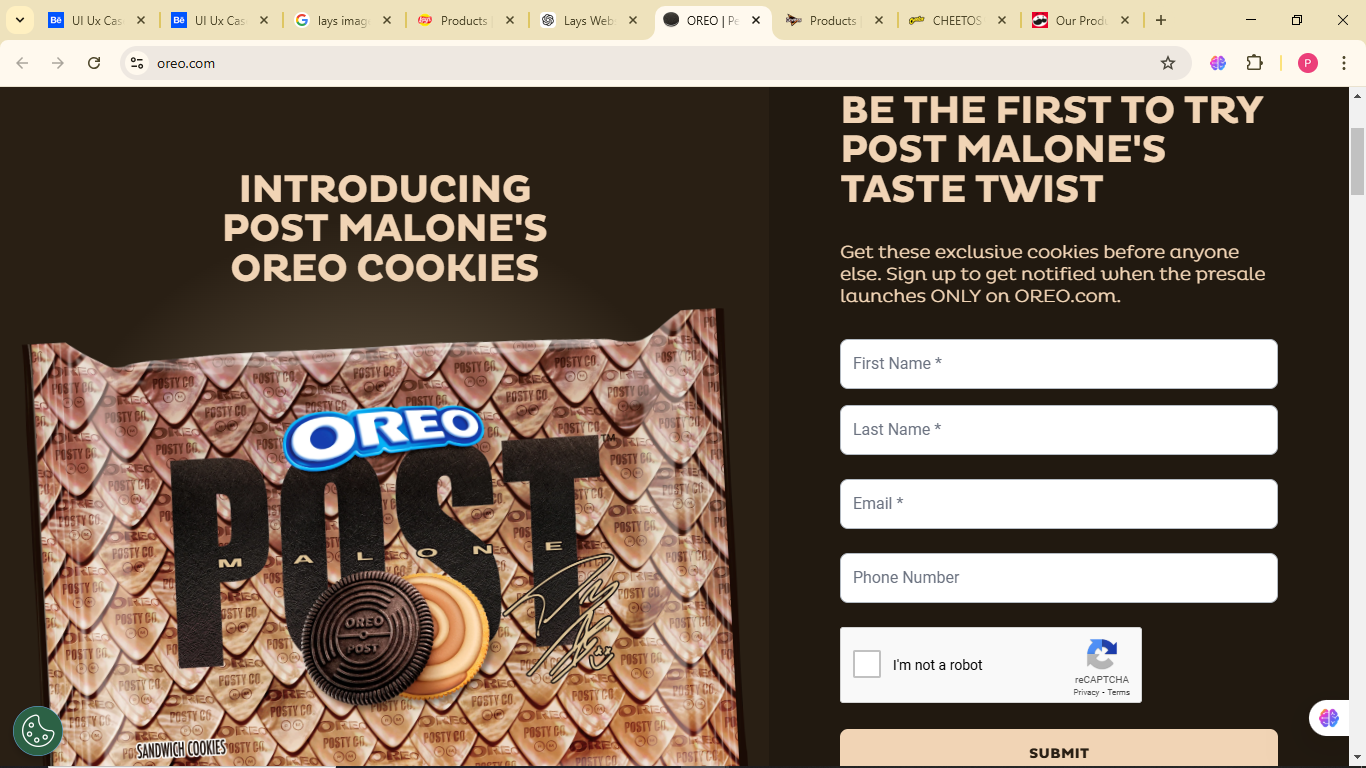 UI Ux Cas
UI Ux Cas
lays imag
Products
Lays Web
OREO | Pe
Products
CHEETOS
Our Produ
oreo.com
P
INTRODUCING
POST MALONE'S
OREO COOKIES
OREO
POST
MALONE
TM
OREO
POST
POSTY CO.
SANDWICH COOKIES
BE THE FIRST TO TRY
POST MALONE'S
TASTE TWIST
Get these exclusive cookies before anyone
else. Sign up to get notified when the presale
launches ONLY on OREO.com.
First Name *
Last Name *
Email *
Phone Number
I'm not a robot
reCAPTCHA
Privacy - Terms
SUBMIT